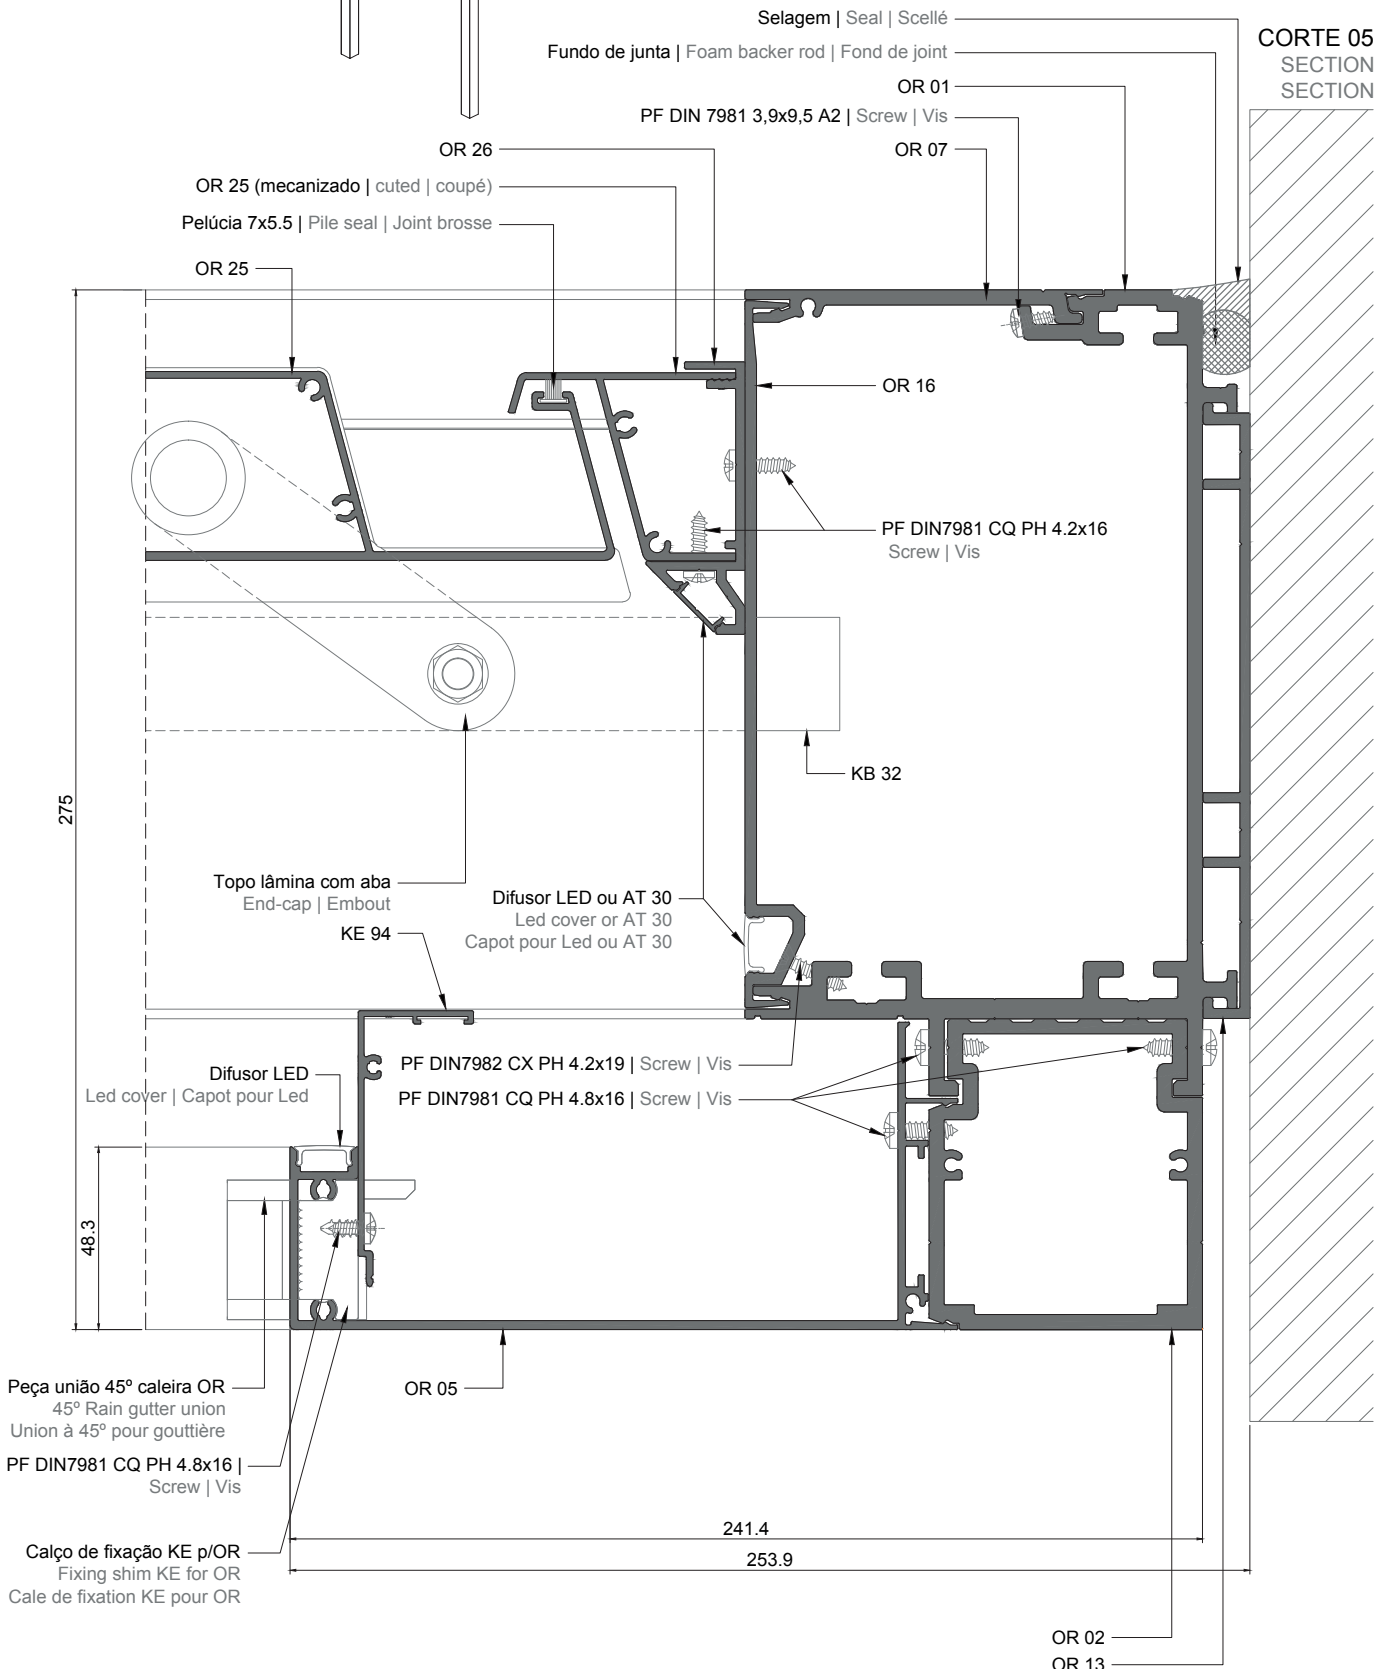 Selagem | Seal | Scellé
CORTE 05
SECTION
SECTION
Fundo de junta | Foam backer rod | Fond de joint
OR 01
PF DIN 7981 3,9x9,5 A2 | Screw | Vis
OR 26
OR 07
OR 25 (mecanizado | cuted | coupé)
Pelúcia 7x5.5 | Pile seal | Joint brosse
OR 25
OR 16
PF DIN7981 CQ PH 4.2x16
Screw | Vis
KB 32
275
Topo lâmina com aba
End-cap | Embout
Difusor LED ou AT 30
Led cover or AT 30
Capot pour Led ou AT 30
KE 94
PF DIN7982 CX PH 4.2x19 | Screw | Vis
Difusor LED
Led cover | Capot pour Led
PF DIN7981 CQ PH 4.8x16 | Screw | Vis
48.3
Peça união 45º caleira OR
45º Rain gutter union
Union à 45º pour gouttière
OR 05
PF DIN7981 CQ PH 4.8x16 |
Screw | Vis
241.4
Calço de fixação KE p/OR
Fixing shim KE for OR
Cale de fixation KE pour OR
253.9
OR 02
OR 13